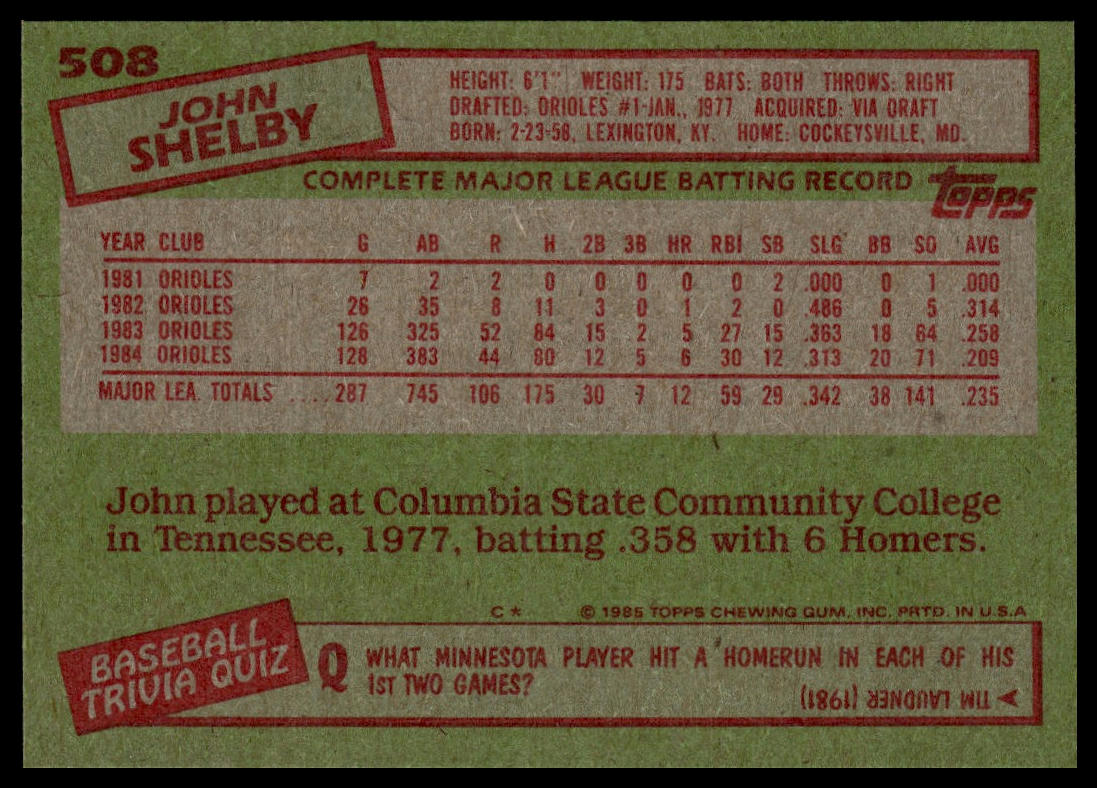 508
JOHN
SHELBY
HEIGHT: 6'1" WEIGHT: 175 BATS: BOTH THROWS: RIGHT
DRAFTED: ORIOLES #1-JAN., 1977 ACQUIRED: VIA DRAFT
BORN: 2-23-58, LEXINGTON, KY. HOME: COCKEYSVILLE, MD.
COMPLETE MAJOR LEAGUE BATTING RECORD
TOPPS
YEAR CLUB G AB R H 2B 3B HR RBI SB SLG BB SO AVG
1981 ORIOLES 7 2 2 0 0 0 0 0 2 .000 0 1 .000
1982 ORIOLES 26 35 8 11 3 0 1 2 0 .486 0 5 .314
1983 ORIOLES 126 325 52 84 15 2 5 27 15 .363 18 64 .258
1984 ORIOLES 128 383 44 80 12 5 6 30 12 .313 20 71 .209
MAJOR LEA. TOTALS ....287 745 106 175 30 7 12 59 29 .342 38 141 .235
John played at Columbia State Community College
in Tennessee, 1977, batting .358 with 6 Homers.
C* © 1985 TOPPS CHEWING GUM, INC. PRTD. IN U.S.A
BASEBALL
TRIVIA QUIZ
Q WHAT MINNESOTA PLAYER HIT A HOMERUN IN EACH OF HIS
1ST TWO GAMES?
TIM LAUDNER (1981)